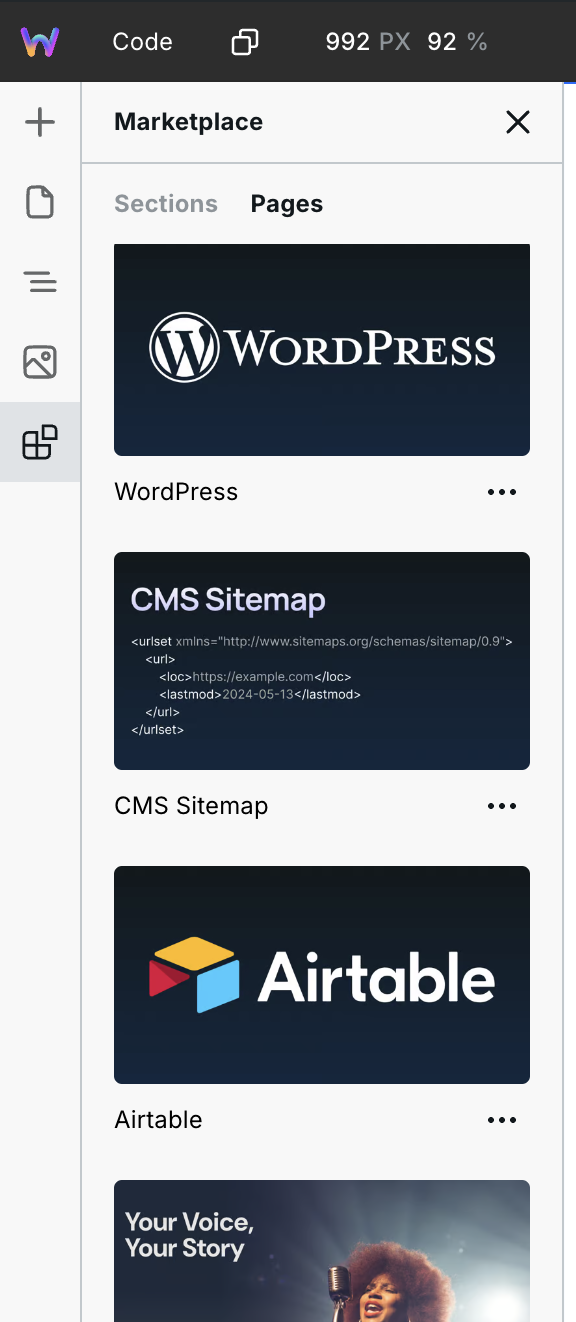 Code 992 PX 92 %
Marketplace
Sections Pages
WORDPRESS
WordPress
CMS Sitemap
<urlset xmlns="http://www.sitemaps.org/schemas/sitemap/0.9">
<url>
<loc>https://example.com</loc>
<lastmod>2024-05-13</lastmod>
</url>
</urlset>
CMS Sitemap
Airtable
Airtable
Your Voice,
Your Story